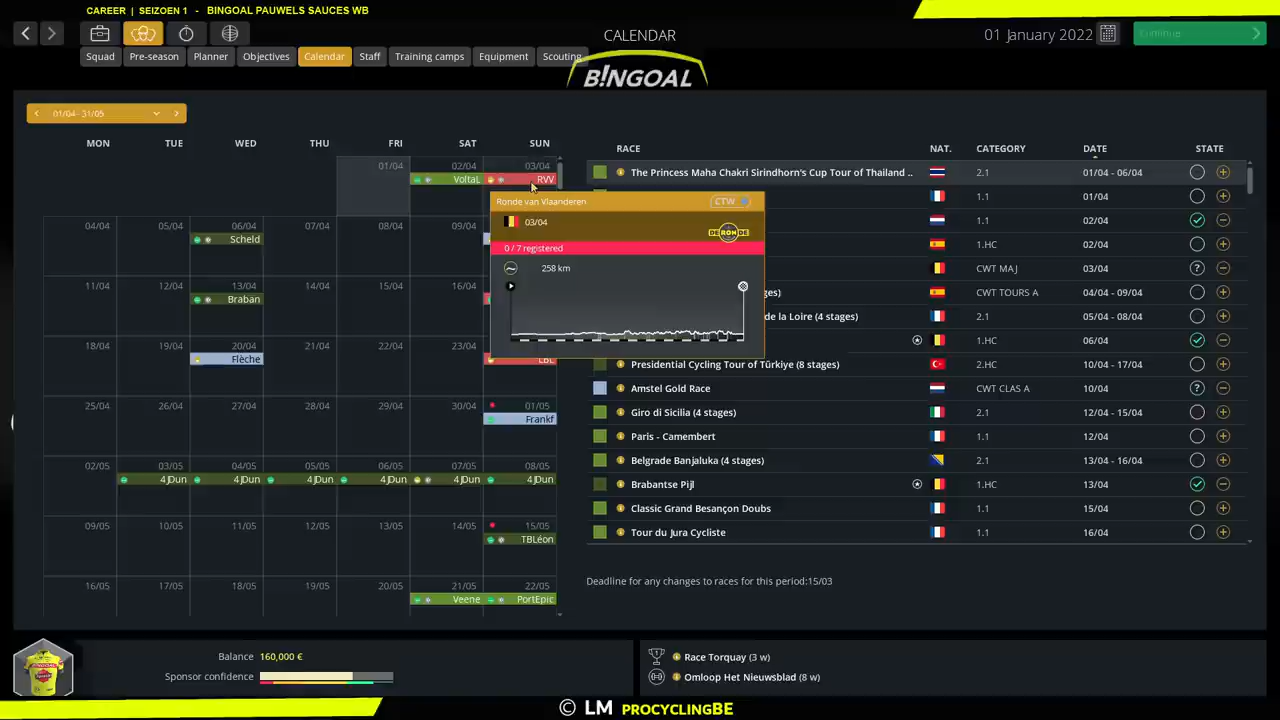 CAREER | SEIZOEN 1 - BINGOAL PAUWELS SAUCES WB
CALENDAR
01 January 2022
Continue
Squad
Pre-season
Planner
Objectives
Calendar
Staff
Training camps
Equipment
Scouting
B!NGOAL
01/04 - 31/05
MON TUE WED THU FRI SAT SUN
01/04 02/04 03/04
VoltaL RVV
04/04 05/04 06/04 07/04 08/04 09/04
Scheld
11/04 12/04 13/04 14/04 15/04 16/04
Braban
18/04 19/04 20/04 21/04 22/04 23/04
Flèche LBL
25/04 26/04 27/04 28/04 29/04 30/04 01/05
Frankf
02/05 03/05 04/05 05/05 06/05 07/05 08/05
4JDun 4JDun 4JDun 4JDun 4JDun 4JDun
09/05 10/05 11/05 12/05 13/05 14/05 15/05
TBLéon
16/05 17/05 18/05 19/05 20/05 21/05 22/05
Veene PortEpic
Ronde van Vlaanderen
CTW
03/04
DE RONDE
0 / 7 registered
258 km
RACE NAT. CATEGORY DATE STATE
The Princess Maha Chakri Sirindhorn's Cup Tour of Thailand .. 2.1 01/04 - 06/04
1.1 01/04
1.1 02/04
1.HC 02/04
CWT MAJ 03/04
ges) CWT TOURS A 04/04 - 09/04
de la Loire (4 stages) 2.1 05/04 - 08/04
1.HC 06/04
Presidential Cycling Tour of Türkiye (8 stages) 2.HC 10/04 - 17/04
Amstel Gold Race CWT CLAS A 10/04
Giro di Sicilia (4 stages) 2.1 12/04 - 15/04
Paris - Camembert 1.1 12/04
Belgrade Banjaluka (4 stages) 2.1 13/04 - 16/04
Brabantse Pijl 1.HC 13/04
Classic Grand Besançon Doubs 1.1 15/04
Tour du Jura Cycliste 1.1 16/04
Deadline for any changes to races for this period:15/03
BINGOAL
Balance 160,000 €
Sponsor confidence
Race Torquay (3 w)
Omloop Het Nieuwsblad (8 w)
© LM PROCYCLINGBE